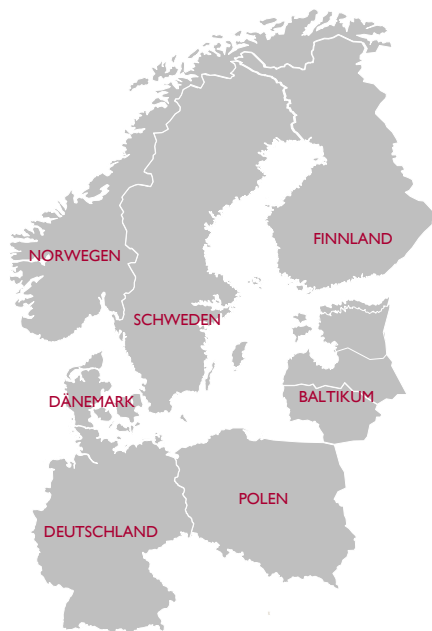 FINNLAND
NORWEGEN
SCHWEDEN
BALTIKUM
DÄNEMARK
POLEN
DEUTSCHLAND